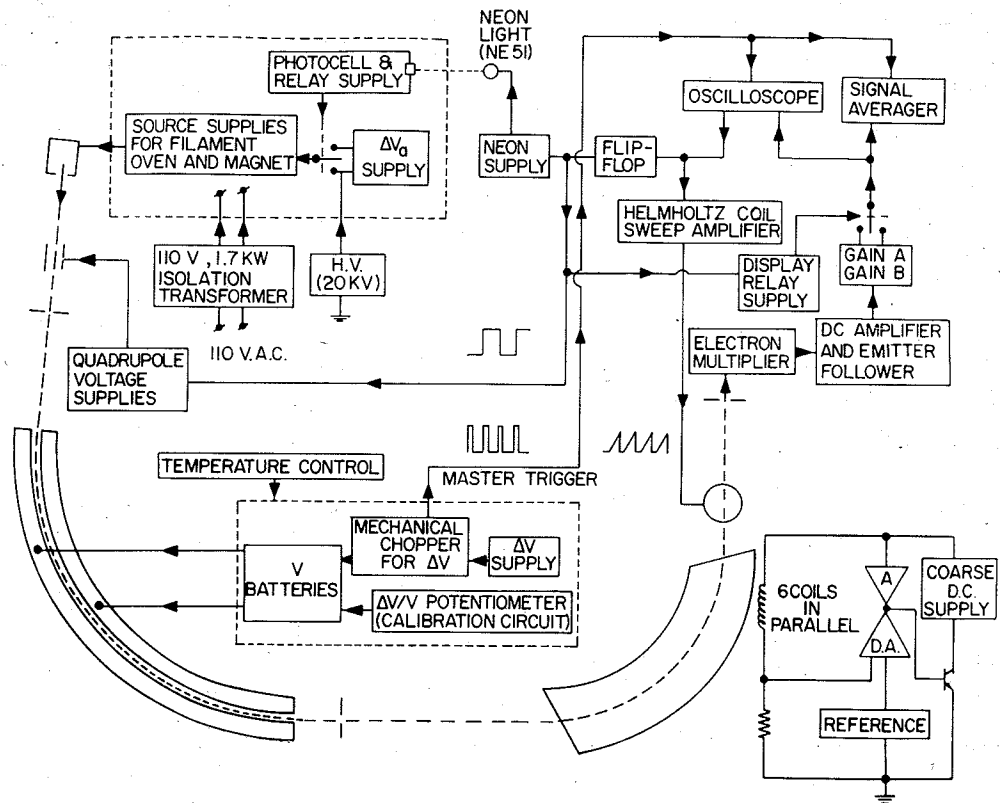 NEON
LIGHT
(NE 51)
PHOTOCELL &
RELAY SUPPLY
OSCILLOSCOPE
SIGNAL
AVERAGER
SOURCE SUPPLIES
FOR FILAMENT
OVEN AND MAGNET
ΔVa
SUPPLY
NEON
SUPPLY
FLIP-
FLOP
HELMHOLTZ COIL
SWEEP AMPLIFIER
110 V, 1.7 KW
ISOLATION
TRANSFORMER
H.V.
(20KV)
DISPLAY
RELAY
SUPPLY
GAIN A
GAIN B
110 V.A.C.
QUADRUPOLE
VOLTAGE
SUPPLIES
ELECTRON
MULTIPLIER
DC AMPLIFIER
AND EMITTER
FOLLOWER
TEMPERATURE CONTROL
MASTER TRIGGER
MECHANICAL
CHOPPER
FOR ΔV
ΔV
SUPPLY
V
BATTERIES
ΔV/V POTENTIOMETER
(CALIBRATION CIRCUIT)
6 COILS
IN
PARALLEL
A
D.A.
COARSE
D.C.
SUPPLY
REFERENCE